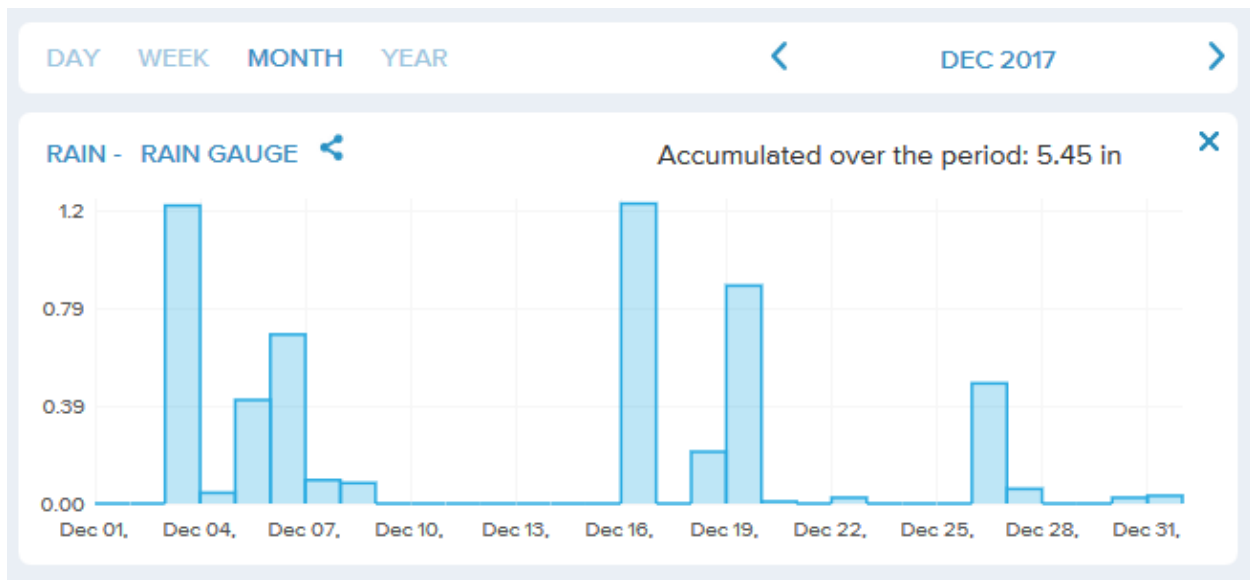 DAY WEEK MONTH YEAR DEC 2017
RAIN - RAIN GAUGE Accumulated over the period: 5.45 in
1.2
0.79
0.39
0.00
Dec 01, Dec 04, Dec 07, Dec 10, Dec 13, Dec 16, Dec 19, Dec 22, Dec 25, Dec 28, Dec 31,